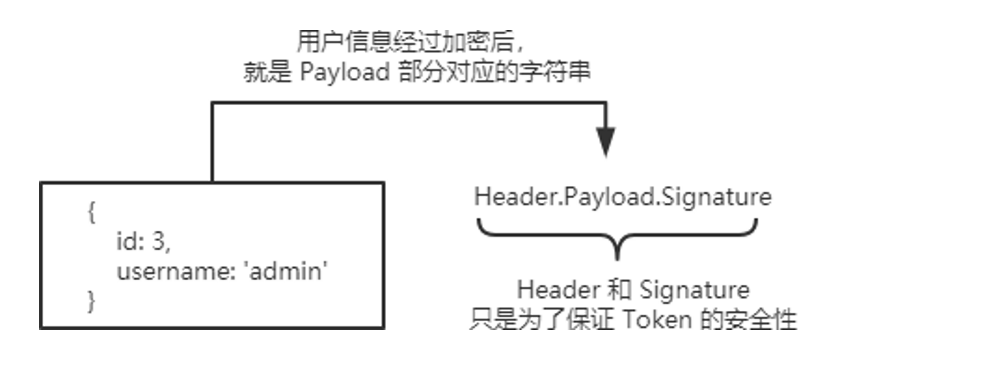 用户信息经过加密后，
就是 Payload 部分对应的字符串
{
id: 3,
username: 'admin'
}
Header.Payload.Signature
Header 和 Signature
只是为了保证 Token 的安全性